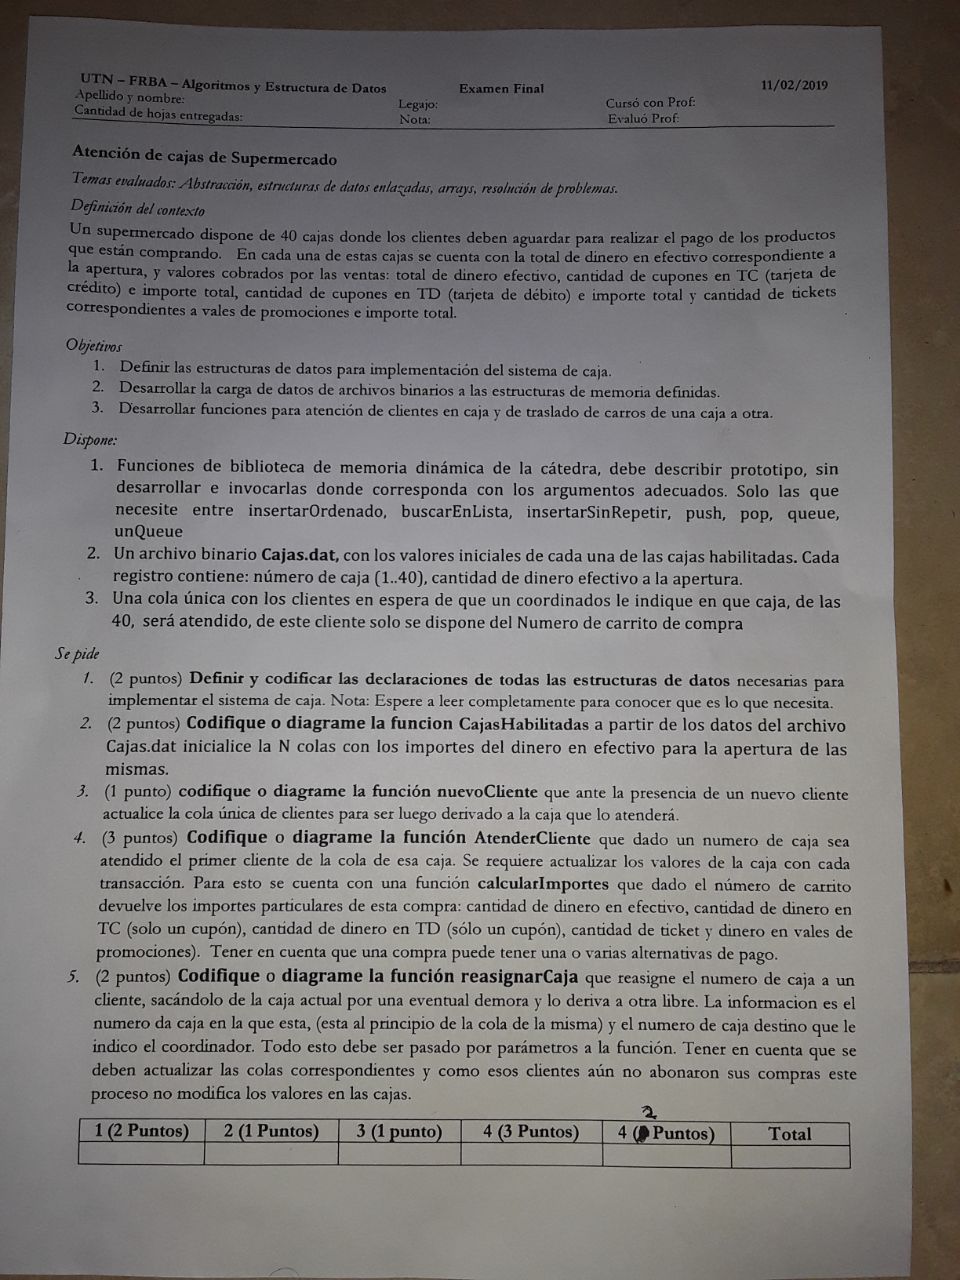 UTN – FRBA – Algoritmos y Estructura de Datos Examen Final 11/02/2019
Apellido y nombre: Legajo: Cursó con Prof:
Cantidad de hojas entregadas: Nota: Evaluó Prof:
Atención de cajas de Supermercado
Temas evaluados: Abstracción, estructuras de datos enlazadas, arrays, resolución de problemas.
Definición del contexto
Un supermercado dispone de 40 cajas donde los clientes deben aguardar para realizar el pago de los productos
que están comprando. En cada una de estas cajas se cuenta con la total de dinero en efectivo correspondiente a
la apertura, y valores cobrados por las ventas: total de dinero efectivo, cantidad de cupones en TC (tarjeta de
crédito) e importe total, cantidad de cupones en TD (tarjeta de débito) e importe total y cantidad de tickets
correspondientes a vales de promociones e importe total.
Objetivos
1. Definir las estructuras de datos para implementación del sistema de caja.
2. Desarrollar la carga de datos de archivos binarios a las estructuras de memoria definidas.
3. Desarrollar funciones para atención de clientes en caja y de traslado de carros de una caja a otra.
Dispone:
1. Funciones de biblioteca de memoria dinámica de la cátedra, debe describir prototipo, sin
desarrollar e invocarlas donde corresponda con los argumentos adecuados. Solo las que
necesite entre insertarOrdenado, buscarEnLista, insertarSinRepetir, push, pop, queue,
unQueue
2. Un archivo binario Cajas.dat, con los valores iniciales de cada una de las cajas habilitadas. Cada
registro contiene: número de caja (1..40), cantidad de dinero efectivo a la apertura.
3. Una cola única con los clientes en espera de que un coordinados le indique en que caja, de las
40, será atendido, de este cliente solo se dispone del Numero de carrito de compra
Se pide
1. (2 puntos) Definir y codificar las declaraciones de todas las estructuras de datos necesarias para
implementar el sistema de caja. Nota: Espere a leer completamente para conocer que es lo que necesita.
2. (2 puntos) Codifique o diagrame la funcion CajasHabilitadas a partir de los datos del archivo
Cajas.dat inicialice la N colas con los importes del dinero en efectivo para la apertura de las
mismas.
3. (1 punto) codifique o diagrame la función nuevoCliente que ante la presencia de un nuevo cliente
actualice la cola única de clientes para ser luego derivado a la caja que lo atenderá.
4. (3 puntos) Codifique o diagrame la función AtenderCliente que dado un numero de caja sea
atendido el primer cliente de la cola de esa caja. Se requiere actualizar los valores de la caja con cada
transacción. Para esto se cuenta con una función calcularImportes que dado el número de carrito
devuelve los importes particulares de esta compra: cantidad de dinero en efectivo, cantidad de dinero en
TC (solo un cupón), cantidad de dinero en TD (sólo un cupón), cantidad de ticket y dinero en vales de
promociones). Tener en cuenta que una compra puede tener una o varias alternativas de pago.
5. (2 puntos) Codifique o diagrame la función reasignarCaja que reasigne el numero de caja a un
cliente, sacándolo de la caja actual por una eventual demora y lo deriva a otra libre. La informacion es el
numero da caja en la que esta, (esta al principio de la cola de la misma) y el numero de caja destino que le
indico el coordinador. Todo esto debe ser pasado por parámetros a la función. Tener en cuenta que se
deben actualizar las colas correspondientes y como esos clientes aún no abonaron sus compras este
proceso no modifica los valores en las cajas.
2
1 (2 Puntos) 2 (1 Puntos) 3 (1 punto) 4 (3 Puntos) 4 ( Puntos) Total